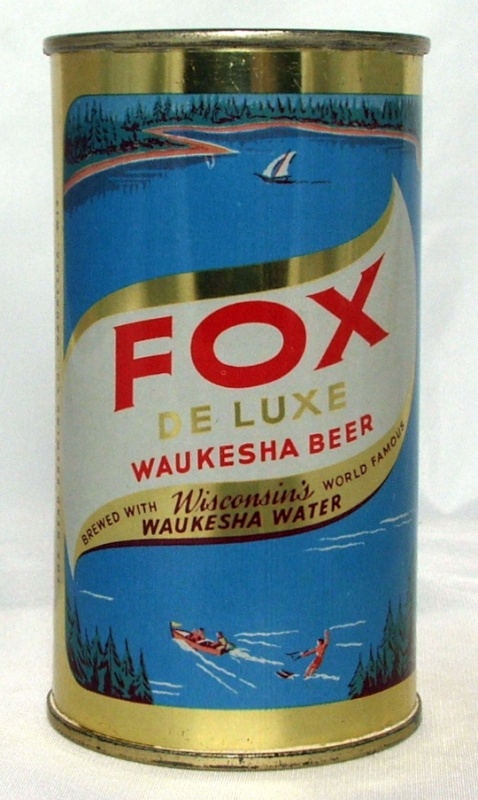 FOX
DE LUXE
WAUKESHA BEER
BREWED WITH Wisconsin's WORLD FAMOUS
WAUKESHA WATER